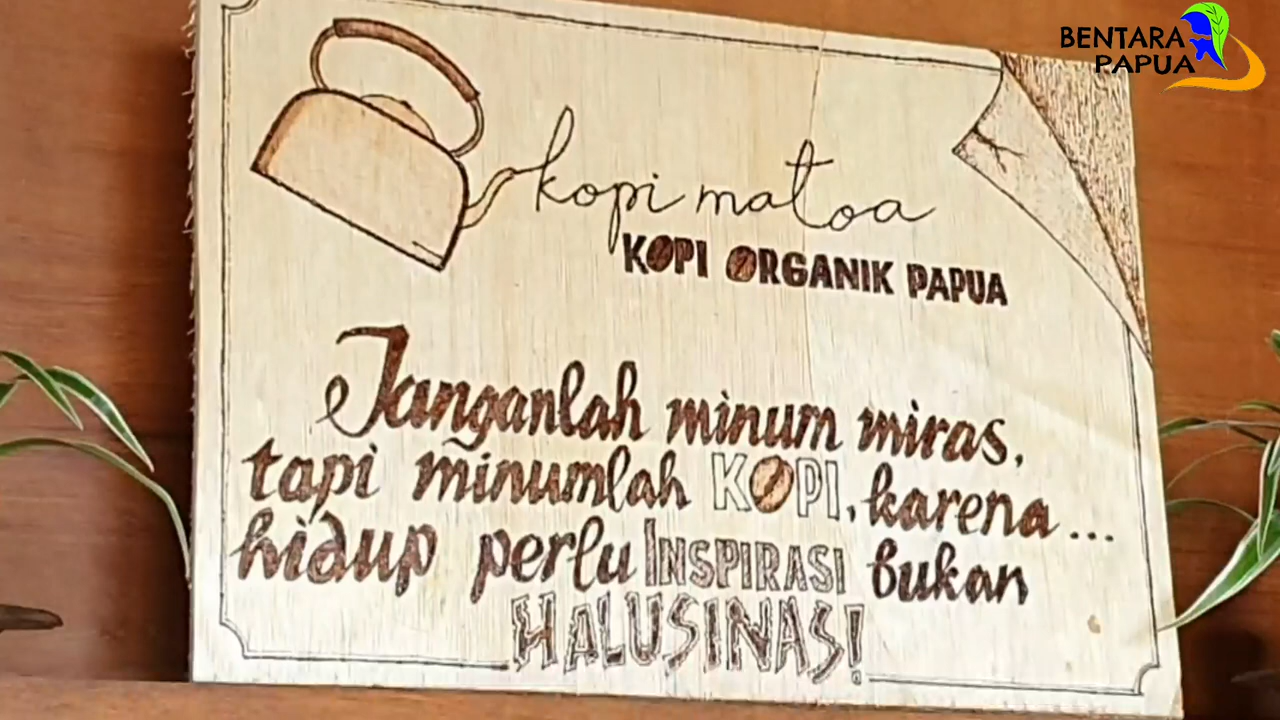 BENTARA
PAPUA
kopi matoa
KOPI ORGANIK PAPUA
Janganlah minum miras,
tapi minumlah KOPI, karena...
hidup perlu INSPIRASI bukan
HALUSINASI